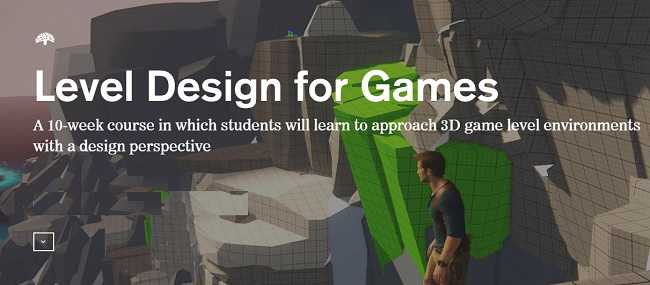 Level Design for Games
A 10-week course in which students will learn to approach 3D game level environments
with a design perspective